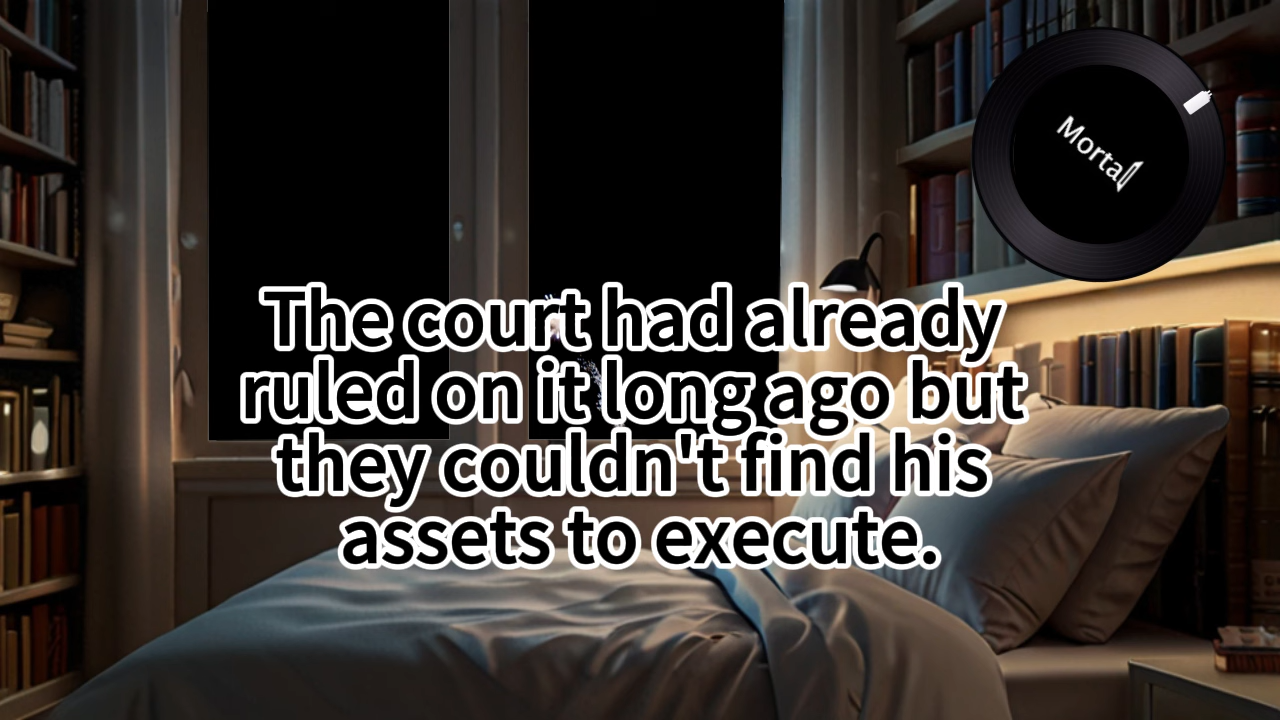 Mortal
The court had already
ruled on it long ago but
they couldn't find his
assets to execute.